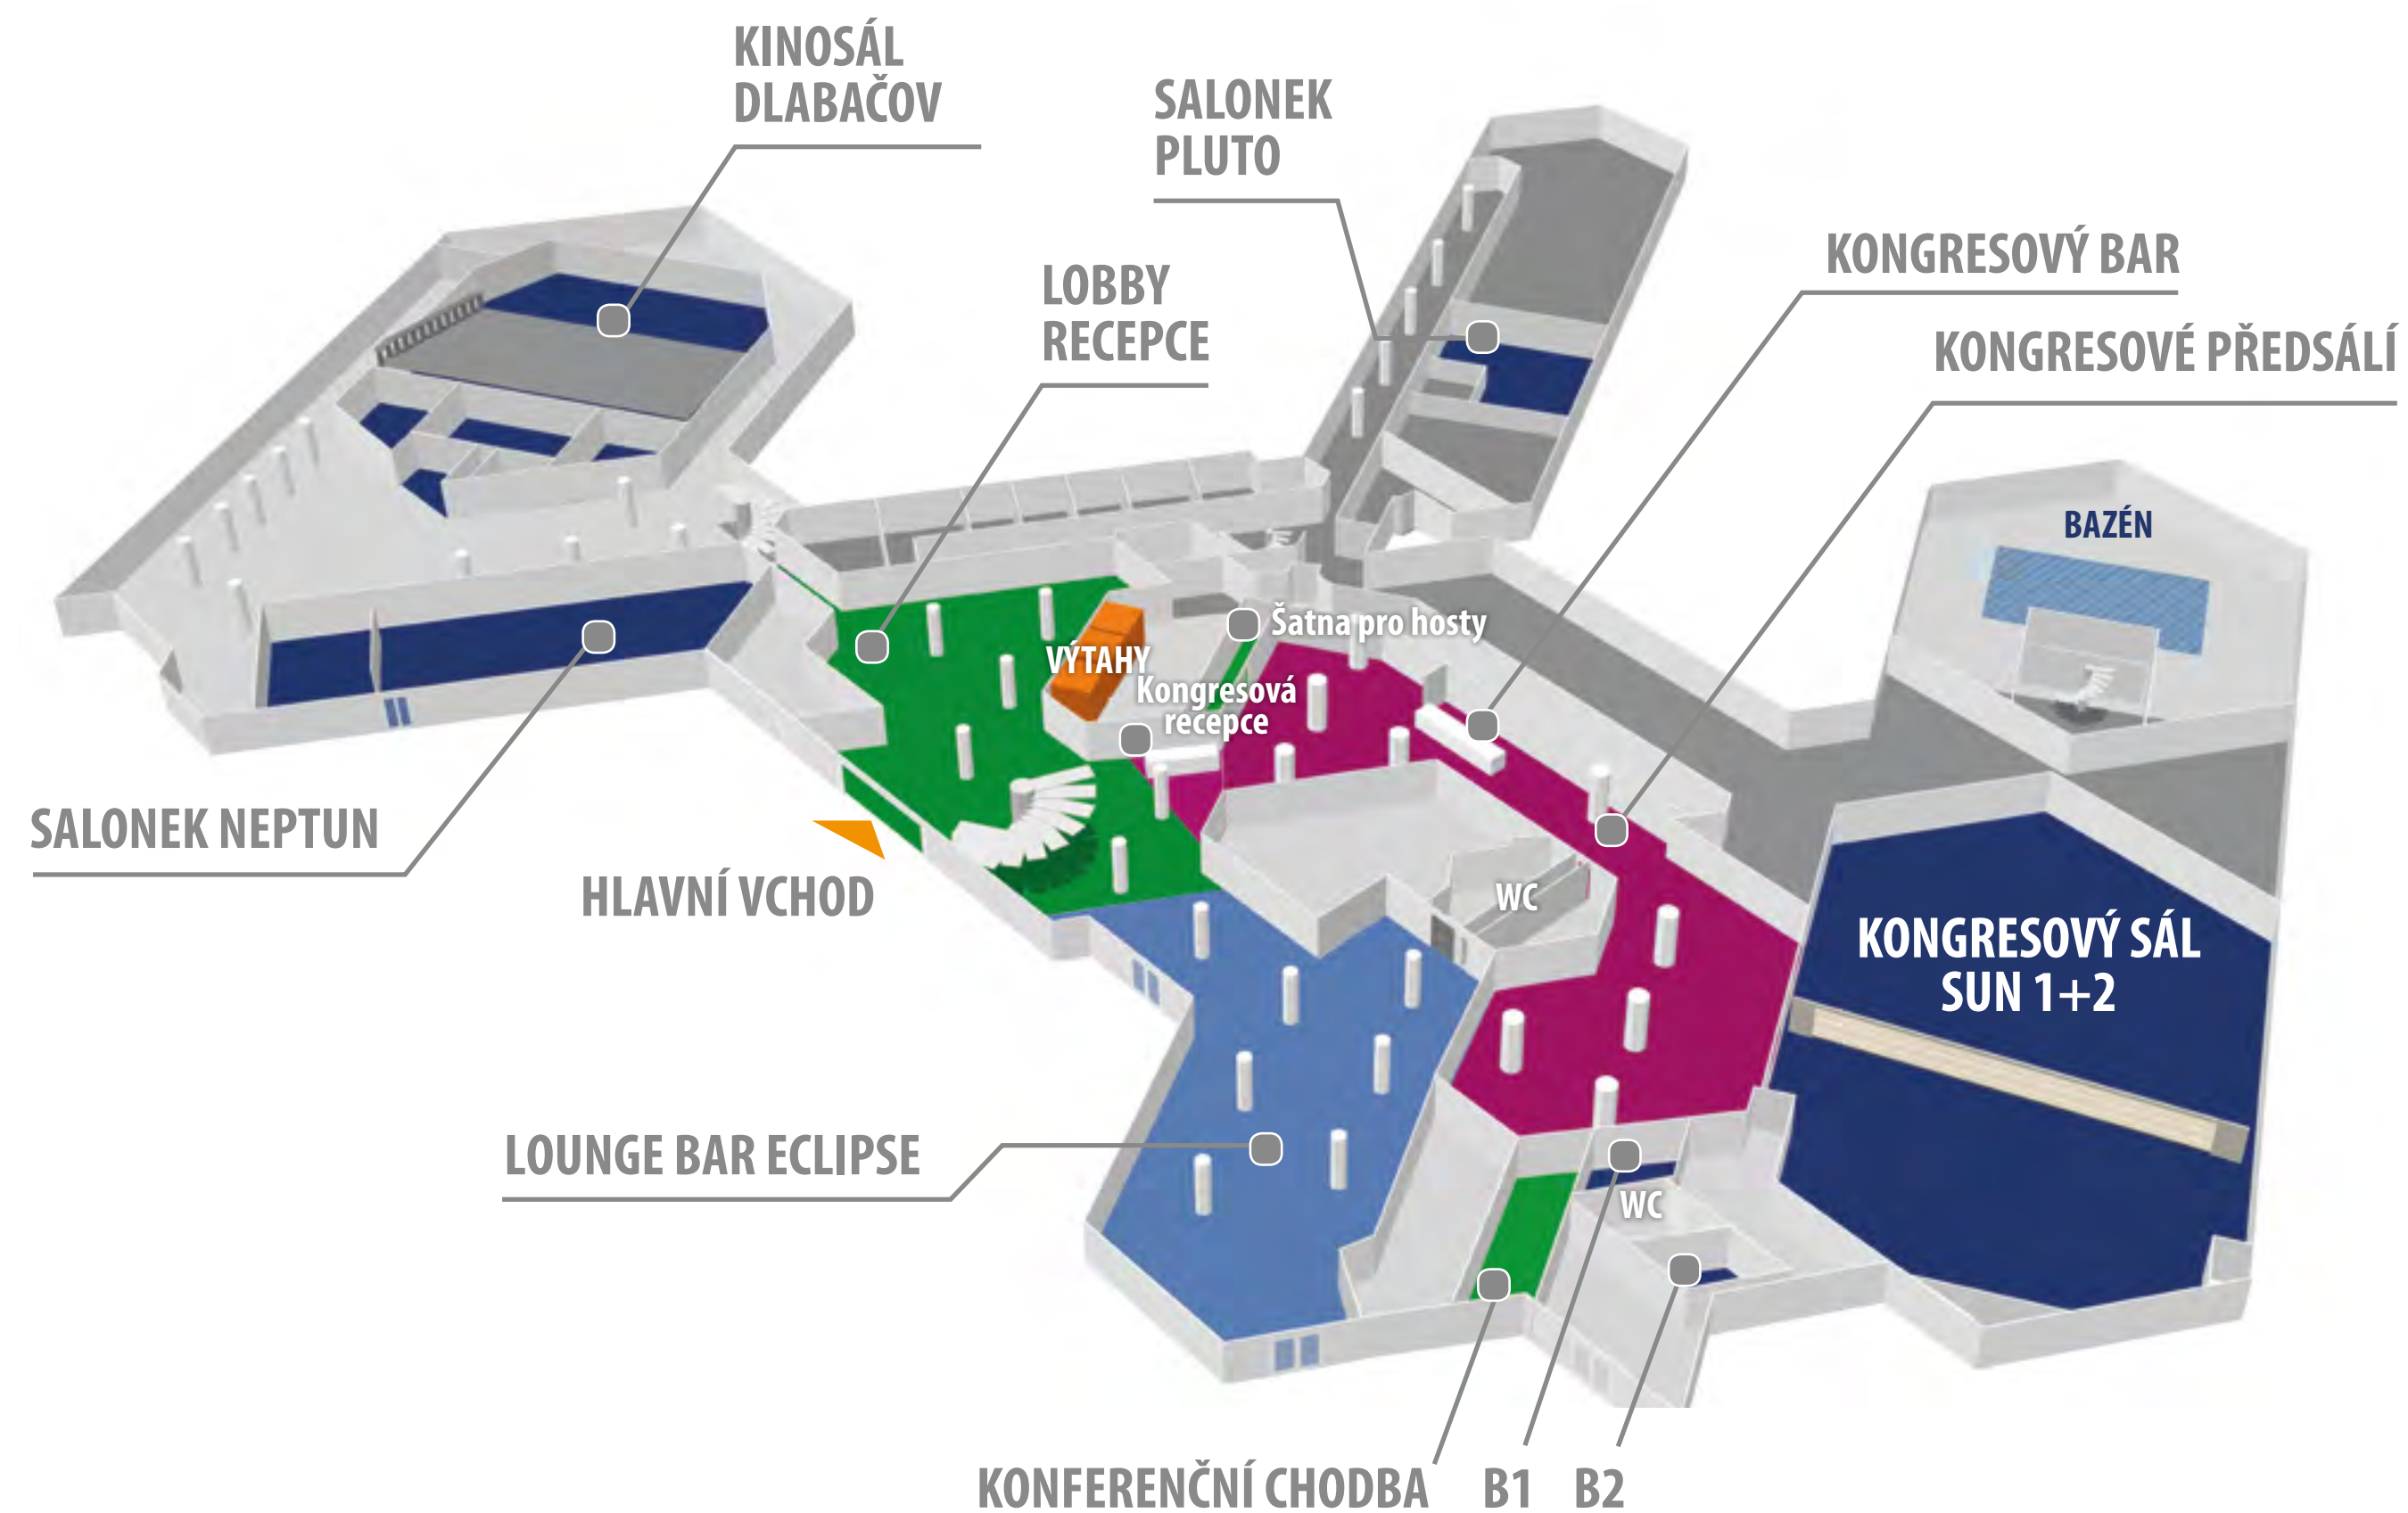 KINOSÁL
DLABAČOV
SALONEK
PLUTO
KONGRESOVÝ BAR
LOBBY
RECEPCE
KONGRESOVÉ PŘEDSÁLÍ
BAZÉN
Šatna pro hosty
VÝTAHY
Kongresová
recepce
SALONEK NEPTUN
HLAVNÍ VCHOD
WC
KONGRESOVÝ SÁL
SUN 1+2
LOUNGE BAR ECLIPSE
WC
KONFERENČNÍ CHODBA
B1
B2